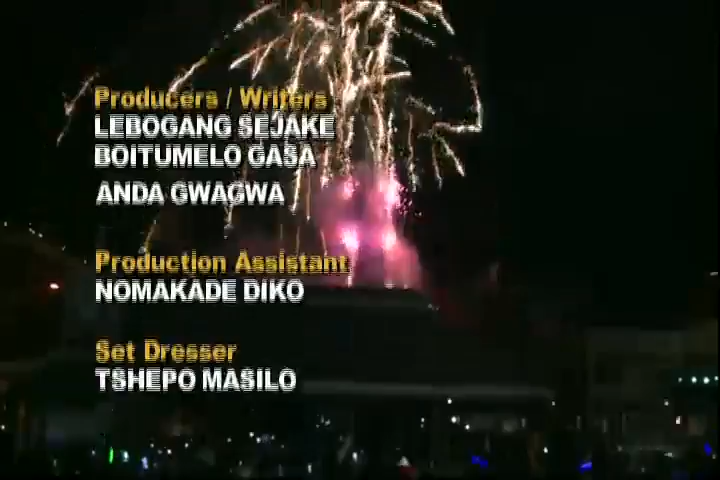 Producers / Writers
LEBOGANG SEJAKE
BOITUMELO GASA
ANDA GWAGWA
Production Assistant
NOMAKADE DIKO
Set Dresser
TSHEPO MASILO